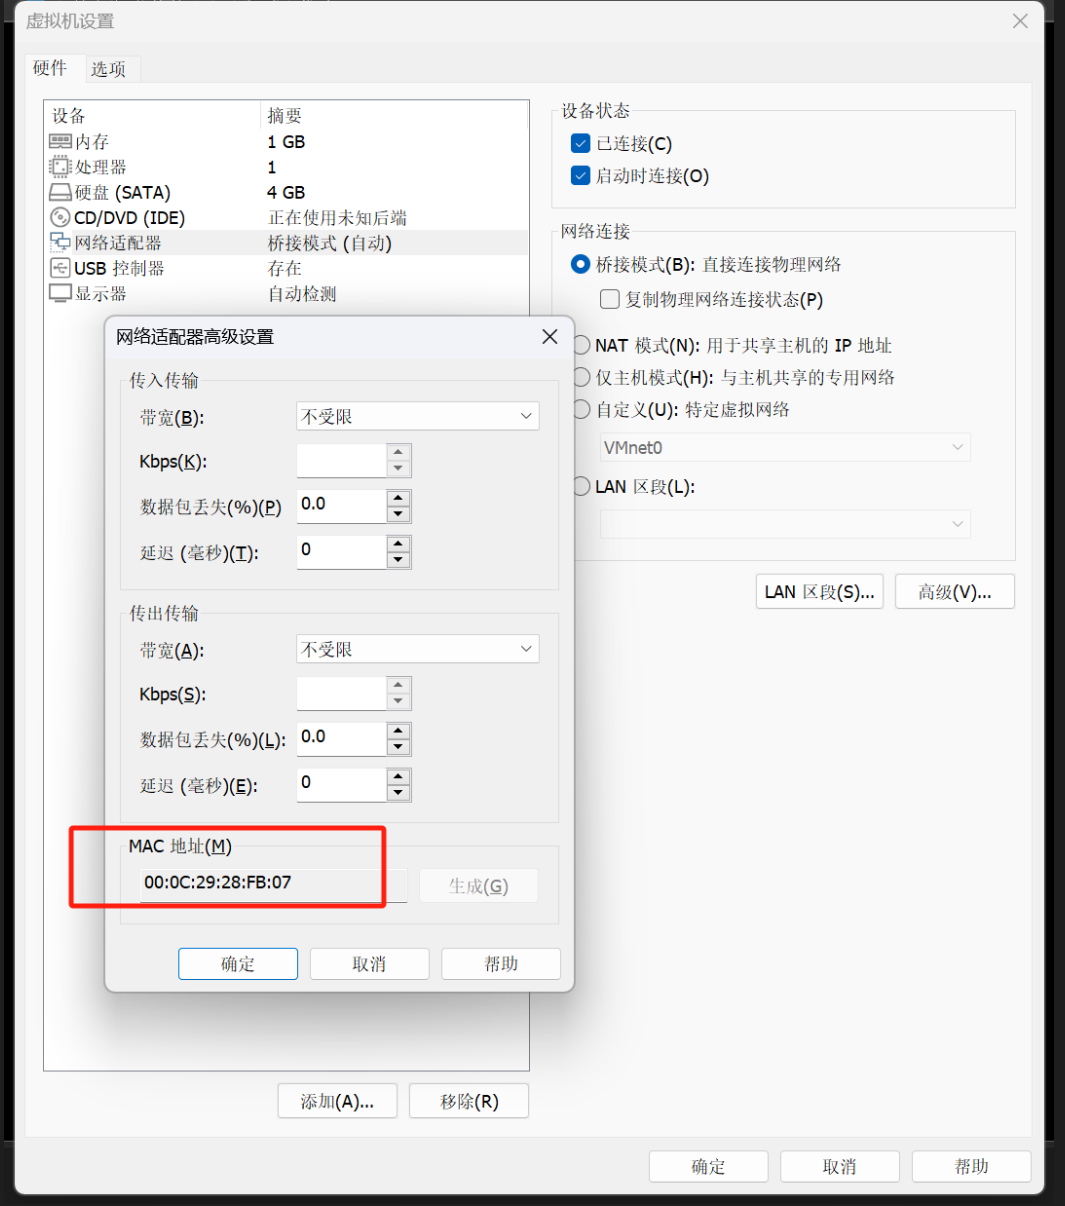 虚拟机设置
硬件 选项
设备 摘要
内存 1 GB
处理器 1
硬盘 (SATA) 4 GB
CD/DVD (IDE) 正在使用未知后端
网络适配器 桥接模式 (自动)
USB 控制器 存在
显示器 自动检测
设备状态
已连接(C)
启动时连接(O)
网络连接
桥接模式(B): 直接连接物理网络
复制物理网络连接状态(P)
NAT 模式(N): 用于共享主机的 IP 地址
仅主机模式(H): 与主机共享的专用网络
自定义(U): 特定虚拟网络
VMnet0
LAN 区段(L):
LAN 区段(S)... 高级(V)...
网络适配器高级设置
传入传输
带宽(B): 不受限
Kbps(K):
数据包丢失(%)(P) 0.0
延迟 (毫秒)(T): 0
传出传输
带宽(A): 不受限
Kbps(S):
数据包丢失(%)(L): 0.0
延迟 (毫秒)(E): 0
MAC 地址(M)
00:0C:29:28:FB:07 生成(G)
确定 取消 帮助
添加(A)... 移除(R)
确定 取消 帮助